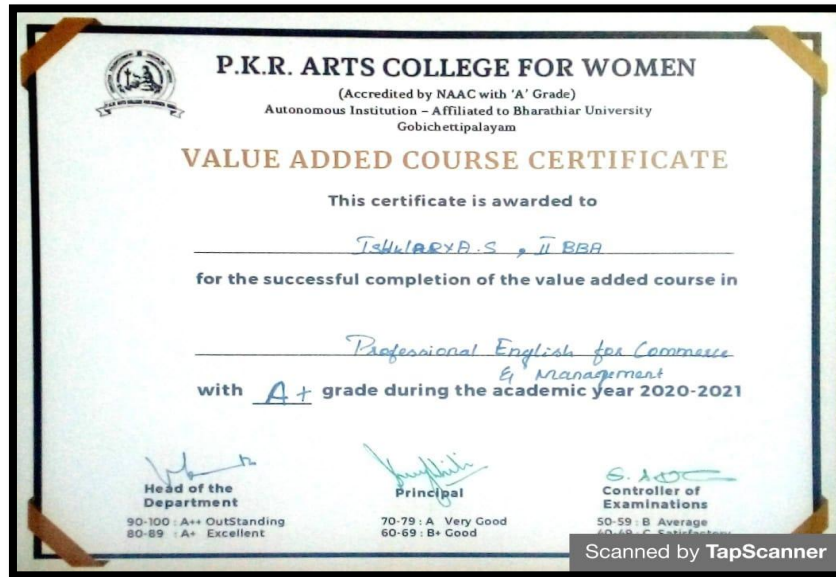 P.K.R. ARTS COLLEGE FOR WOMEN
(Accredited by NAAC with 'A' Grade)
Autonomous Institution – Affiliated to Bharathiar University
Gobichettipalayam
VALUE ADDED COURSE CERTIFICATE
This certificate is awarded to
S , II BBA
for the successful completion of the value added course in
Professional English for Commerce
& Management
with A+ grade during the academic year 2020-2021
Head of the
Department
Principal
Controller of
Examinations
90-100 : A++ OutStanding
80-89 : A+ Excellent
70-79 : A Very Good
60-69 : B+ Good
50-59 : B Average
Scanned by TapScanner